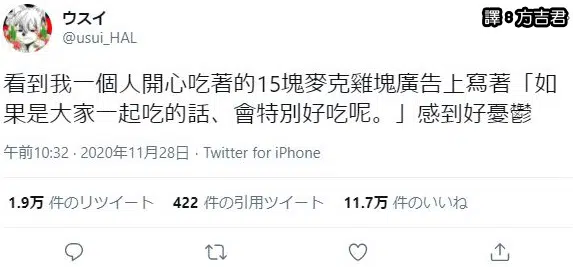 譯:方吉君
ウスイ
@usui_HAL
看到我一個人開心吃著的15塊麥克雞塊廣告上寫著「如
果是大家一起吃的話、會特別好吃呢。」感到好憂鬱
午前10:32 · 2020年11月28日 · Twitter for iPhone
1.9万 件のリツイート 422 件の引用ツイート 11.7万 件のいいね